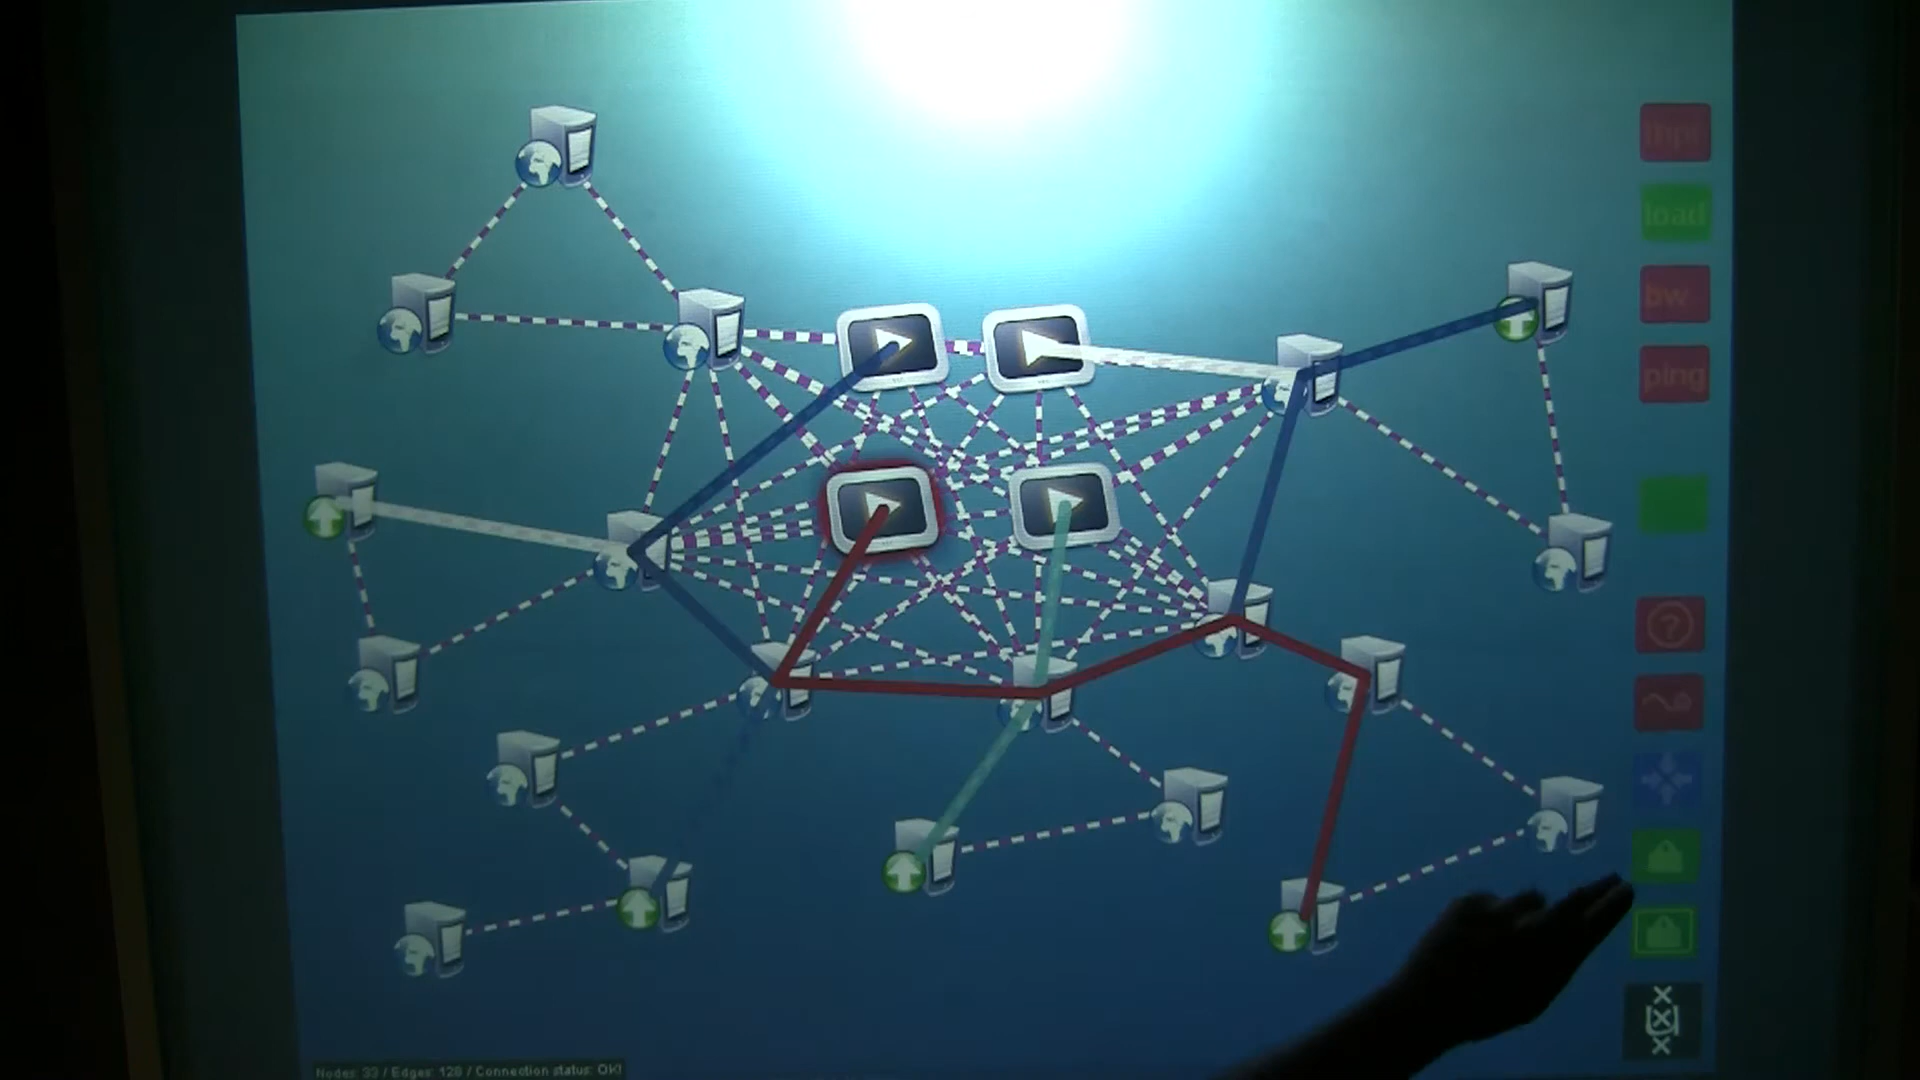 load
bw
ping
?
Nodes: 33 / Edges: 128 / Connection status: OK!